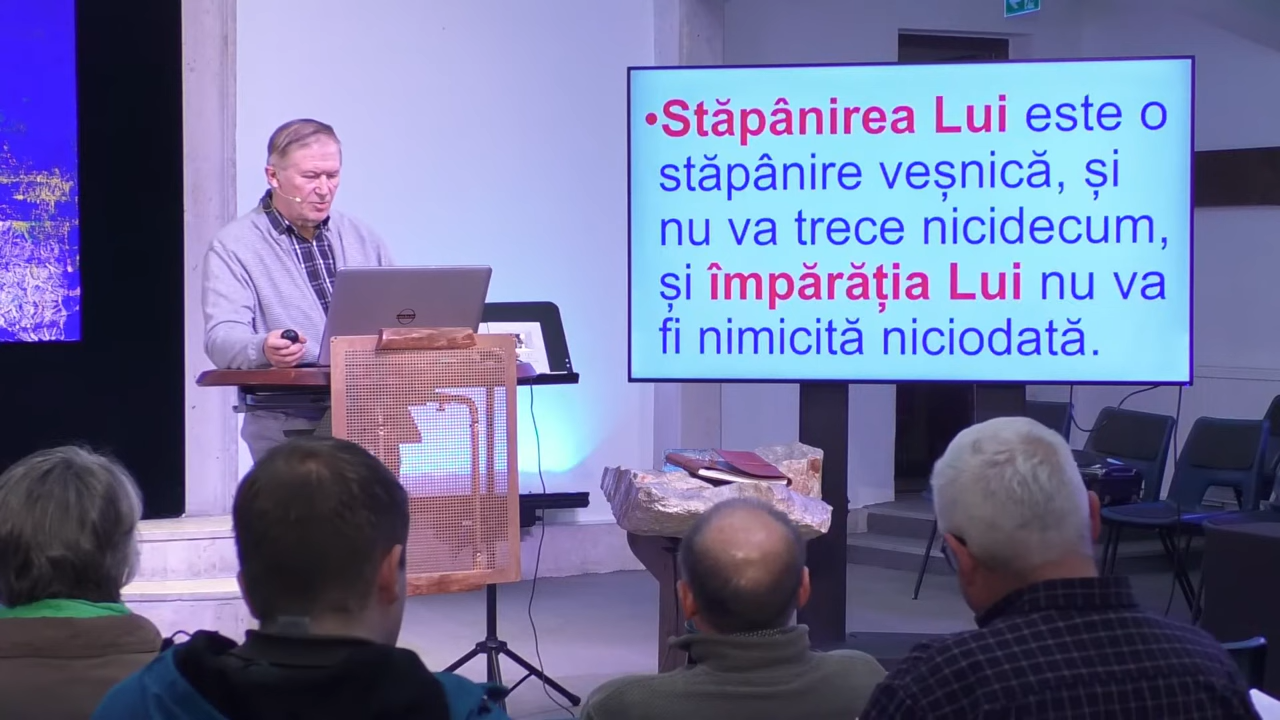 •Stăpânirea Lui este o
stăpânire veșnică, și
nu va trece nicidecum,
și împărăția Lui nu va
fi nimicită niciodată.